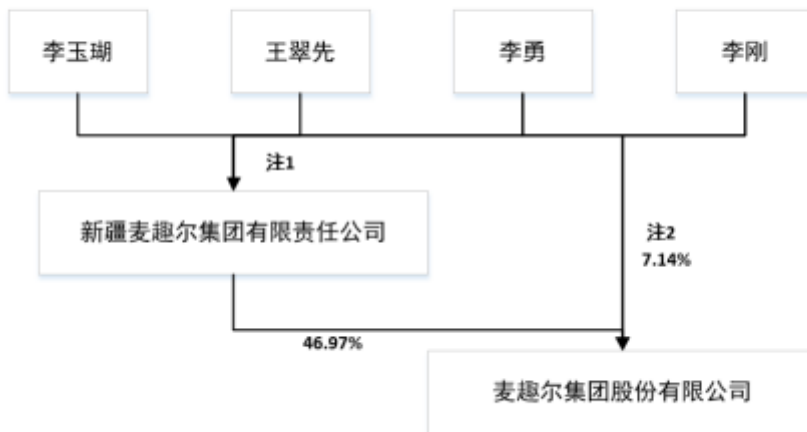 李玉瑚
王翠先
李勇
李刚
注1
新疆麦趣尔集团有限责任公司
注2
7.14%
46.97%
麦趣尔集团股份有限公司